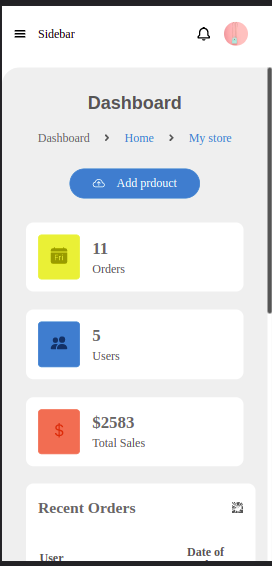 Sidebar
Dashboard
Dashboard > Home > My store
Add prdouct
Fri
11
Orders
5
Users
$
$2583
Total Sales
Recent Orders
User Date of